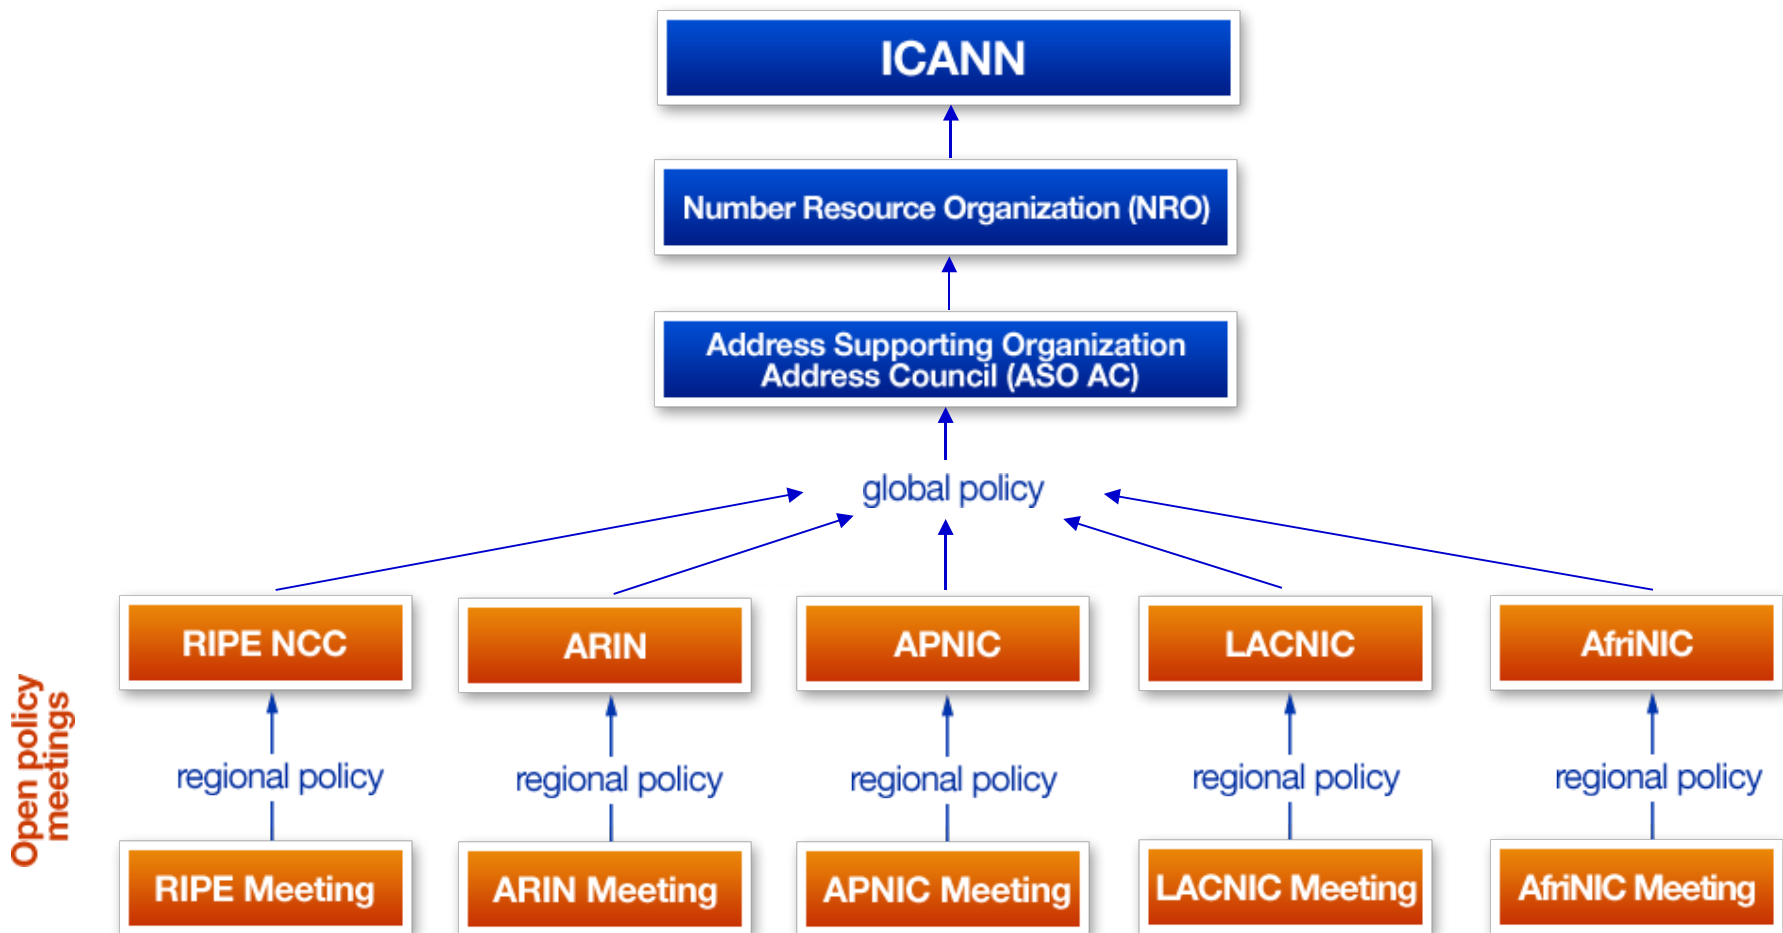 ICANN
Number Resource Organization (NRO)
Address Supporting Organization
Address Council (ASO AC)
global policy
RIPE NCC
ARIN
APNIC
LACNIC
AfriNIC
Open policy
meetings
regional policy
regional policy
regional policy
regional policy
regional policy
RIPE Meeting
ARIN Meeting
APNIC Meeting
LACNIC Meeting
AfriNIC Meeting